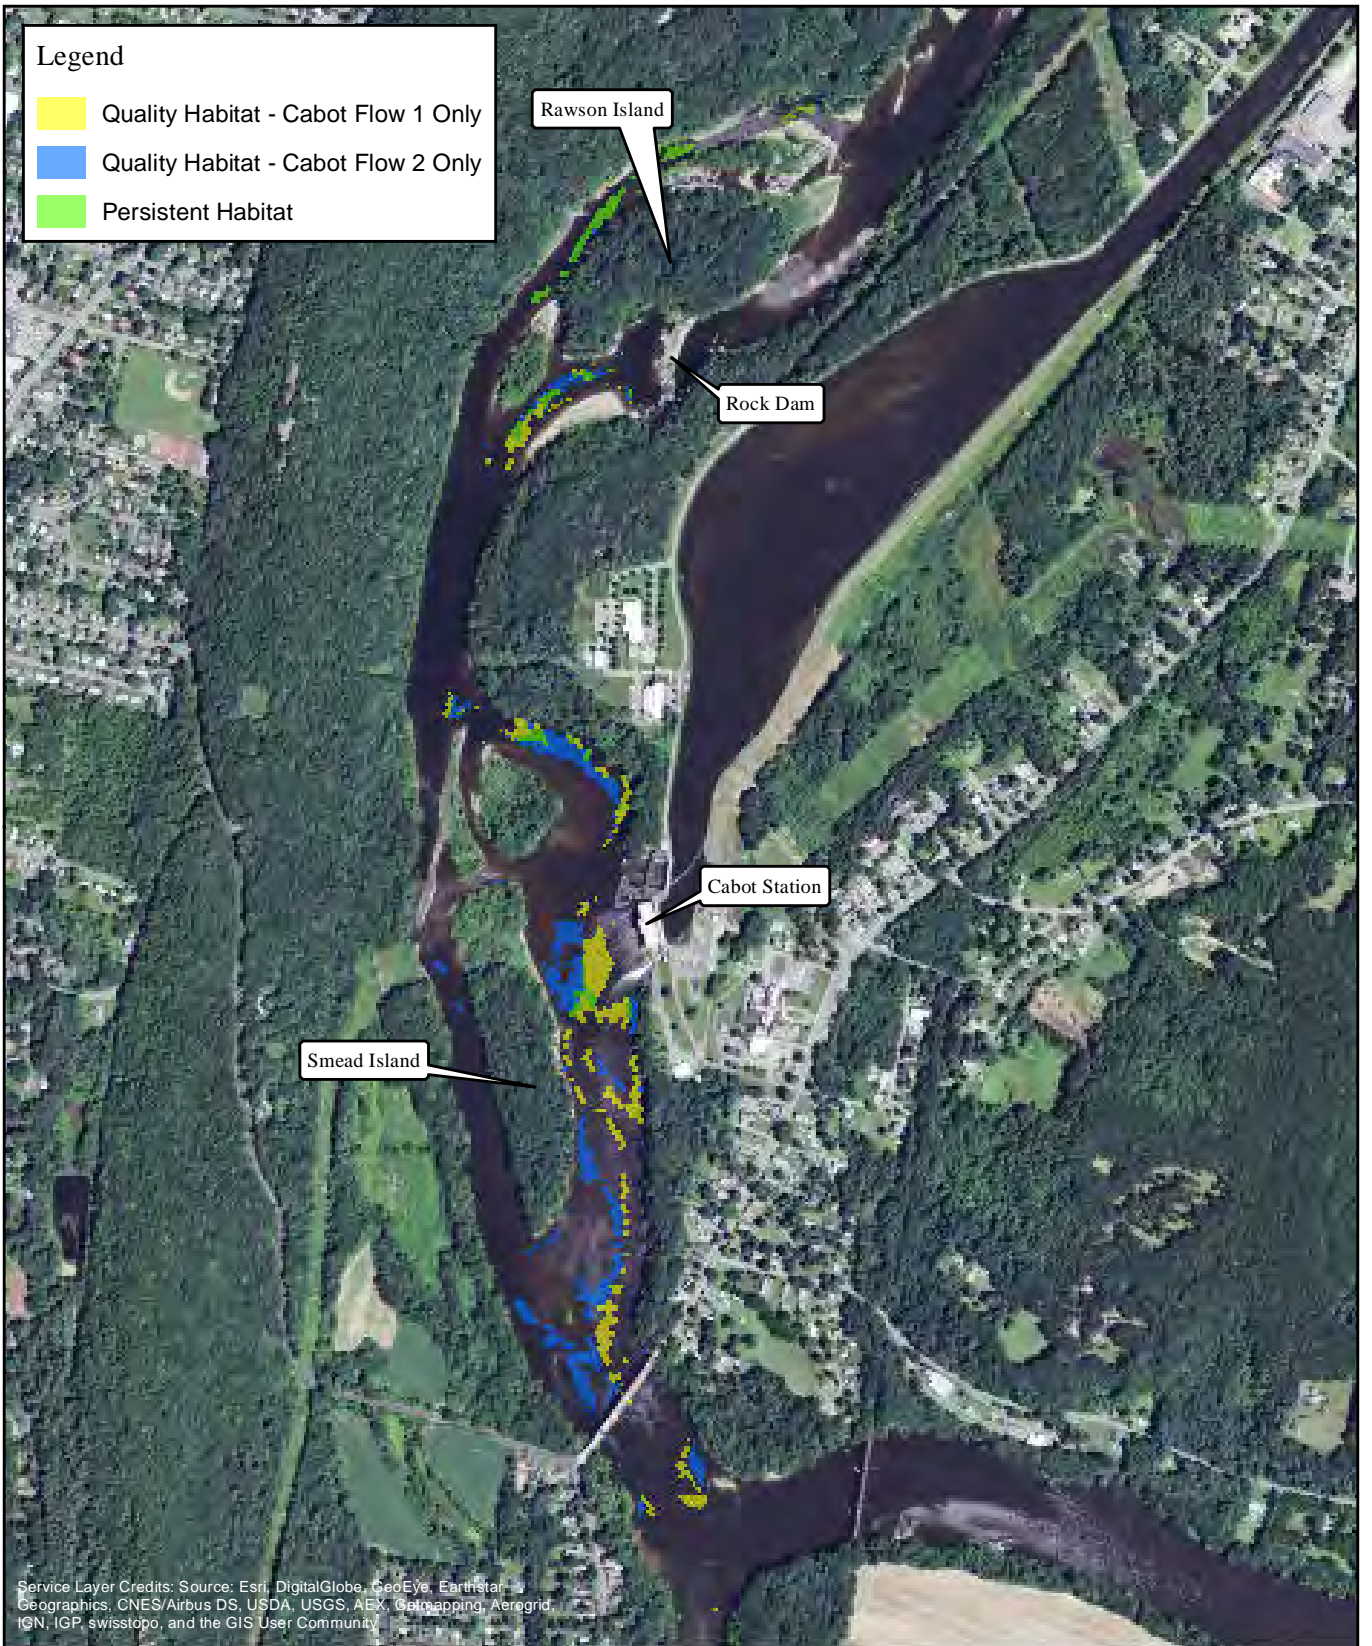 Legend
Quality Habitat - Cabot Flow 1 Only
Quality Habitat - Cabot Flow 2 Only
Persistent Habitat
Rawson Island
Rock Dam
Cabot Station
Smead Island
Service Layer Credits: Source: Esri, DigitalGlobe, GeoEye, Earthstar
Geographics, CNES/Airbus DS, USDA, USGS, AEX, Getmapping, Aerogrid,
IGN, IGP, swisstopo, and the GIS User Community